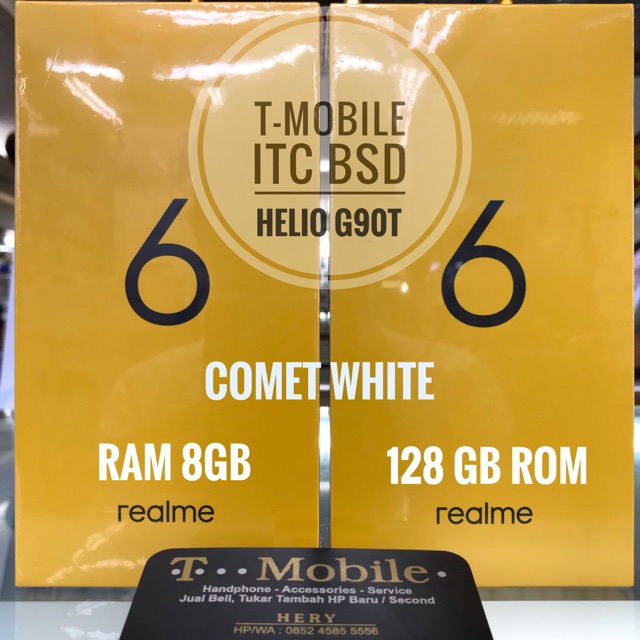 T-MOBILE
ITC BSD
HELIO G90T
6 6
COMET WHITE
RAM 8GB
128 GB ROM
realme realme
·T··Mobile·
Handphone - Accessories - Service
Jual Beli, Tukar Tambah HP Baru / Second
HERY
HP/WA : 0852 4585 5556